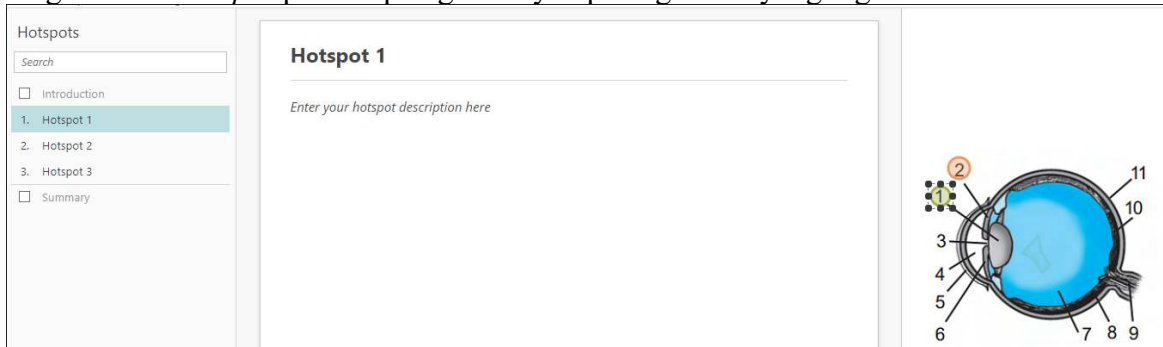 Hotspots
Search
Introduction
1. Hotspot 1
2. Hotspot 2
3. Hotspot 3
Summary
Hotspot 1
Enter your hotspot description here
2
1
3
4
5
6
7
8
9
10
11